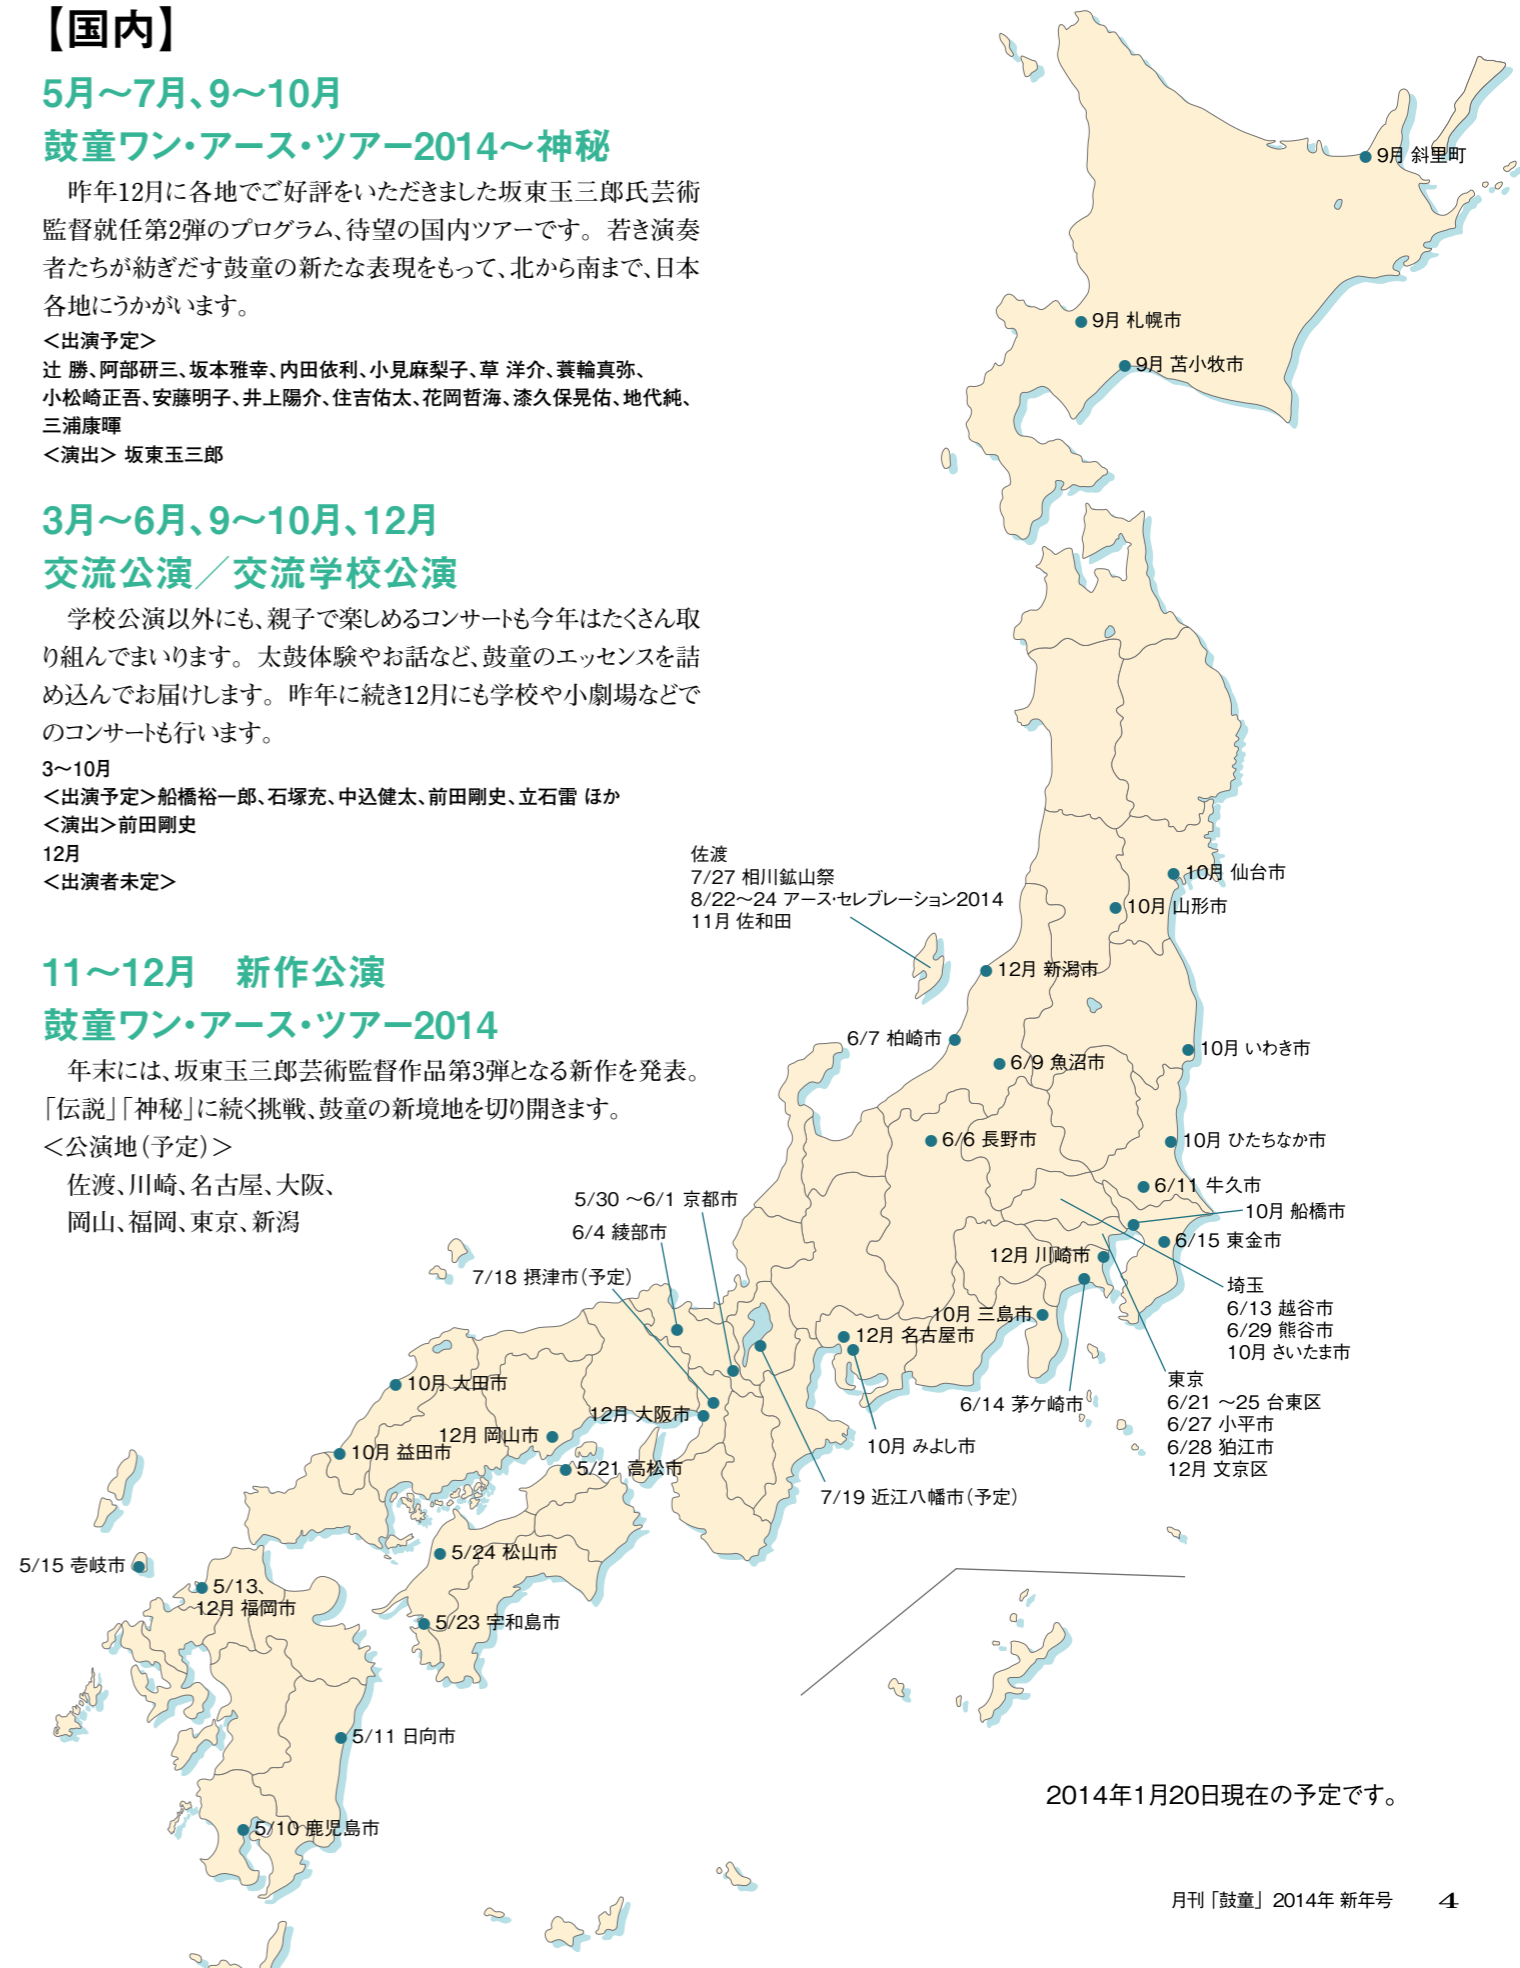 【国内】
5月～7月、9～10月
鼓童ワン・アース・ツアー2014～神秘
昨年12月に各地でご好評をいただきました坂東玉三郎氏芸術
監督就任第2弾のプログラム、待望の国内ツアーです。若き演奏
者たちが紡ぎだす鼓童の新たな表現をもって、北から南まで、日本
各地にうかがいます。
＜出演予定＞
辻 勝、阿部研三、坂本雅幸、内田依利、小見麻梨子、草 洋介、蓑輪真弥、
小松崎正吾、安藤明子、井上陽介、住吉佑太、花岡哲海、漆久保晃佑、地代純、
三浦康暉
＜演出＞ 坂東玉三郎
3月～6月、9～10月、12月
交流公演／交流学校公演
学校公演以外にも、親子で楽しめるコンサートも今年はたくさん取
り組んでまいります。太鼓体験やお話など、鼓童のエッセンスを詰
め込んでお届けします。昨年に続き12月にも学校や小劇場などで
のコンサートも行います。
3～10月
＜出演予定＞船橋裕一郎、石塚充、中込健太、前田剛史、立石雷 ほか
＜演出＞前田剛史
12月
＜出演者未定＞
11～12月　新作公演
鼓童ワン・アース・ツアー2014
年末には、坂東玉三郎芸術監督作品第3弾となる新作を発表。
「伝説」「神秘」に続く挑戦、鼓童の新境地を切り開きます。
＜公演地（予定）＞
佐渡、川崎、名古屋、大阪、
岡山、福岡、東京、新潟
9月 斜里町
9月 札幌市
9月 苫小牧市
佐渡
7/27 相川鉱山祭
8/22～24 アース・セレブレーション2014
11月 佐和田
10月 仙台市
10月 山形市
12月 新潟市
6/7 柏崎市
6/9 魚沼市
10月 いわき市
6/6 長野市
10月 ひたちなか市
6/11 牛久市
10月 船橋市
6/15 東金市
12月 川崎市
埼玉
6/13 越谷市
6/29 熊谷市
10月 さいたま市
10月 三島市
12月 名古屋市
東京
6/21 ～25 台東区
6/27 小平市
6/28 狛江市
12月 文京区
6/14 茅ケ崎市
10月 みよし市
7/19 近江八幡市（予定）
5/30 ～6/1 京都市
6/4 綾部市
7/18 摂津市（予定）
10月 大田市
12月 大阪市
12月 岡山市
10月 益田市
5/21 高松市
5/24 松山市
5/15 壱岐市
5/13、
12月 福岡市
5/23 宇和島市
5/11 日向市
5/10 鹿児島市
2014年1月20日現在の予定です。
月刊「鼓童」2014年 新年号　4